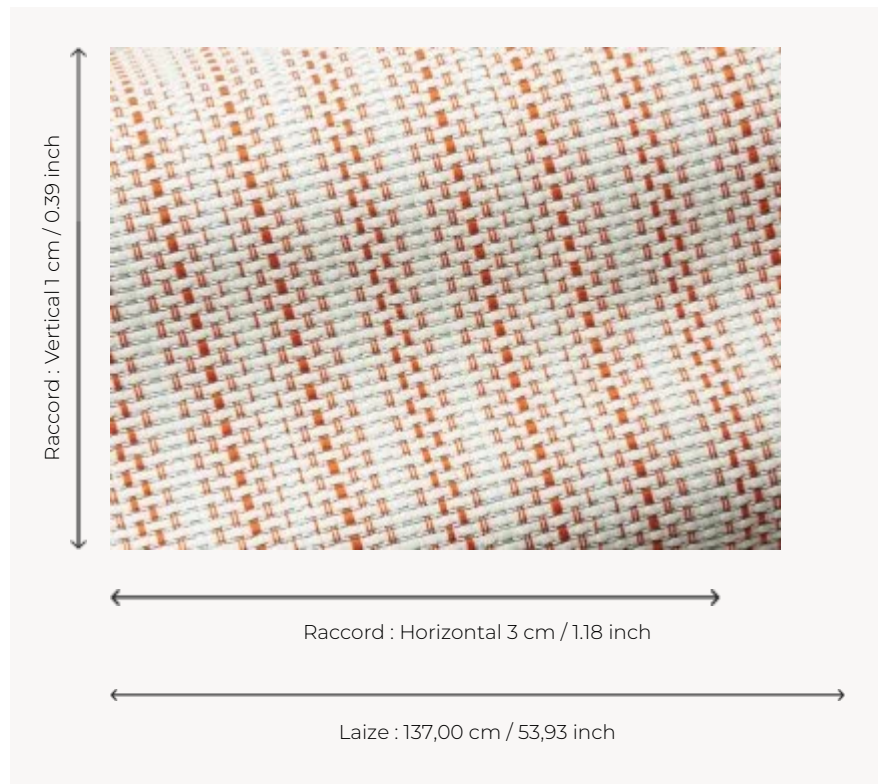 Raccord : Vertical 1 cm / 0.39 inch
Raccord : Horizontal 3 cm / 1.18 inch
Laize : 137,00 cm / 53,93 inch